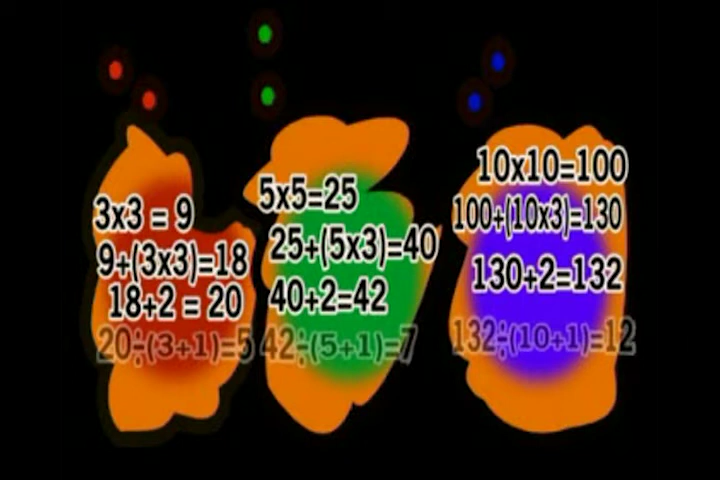 3x3 = 9
9+(3x3)=18
18+2 = 20
20÷(3+1)=5
5x5=25
25+(5x3)=40
40+2=42
42÷(5+1)=7
10x10=100
100+(10x3)=130
130+2=132
132÷(10+1)=12